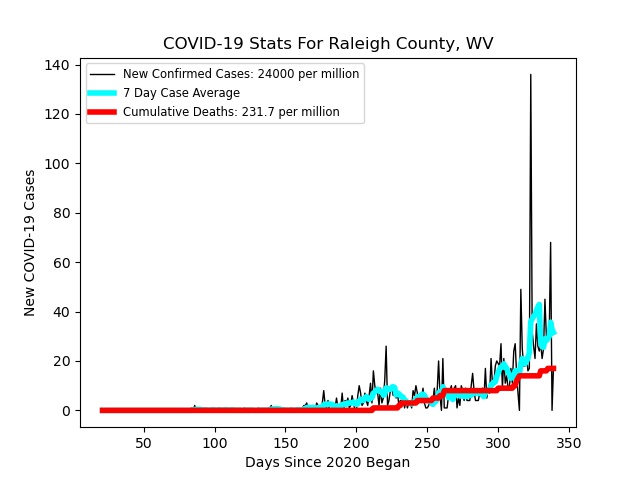 COVID-19 Stats For Raleigh County, WV
New Confirmed Cases: 24000 per million
7 Day Case Average
Cumulative Deaths: 231.7 per million
New COVID-19 Cases
140
120
100
80
60
40
20
0
50 100 150 200 250 300 350
Days Since 2020 Began